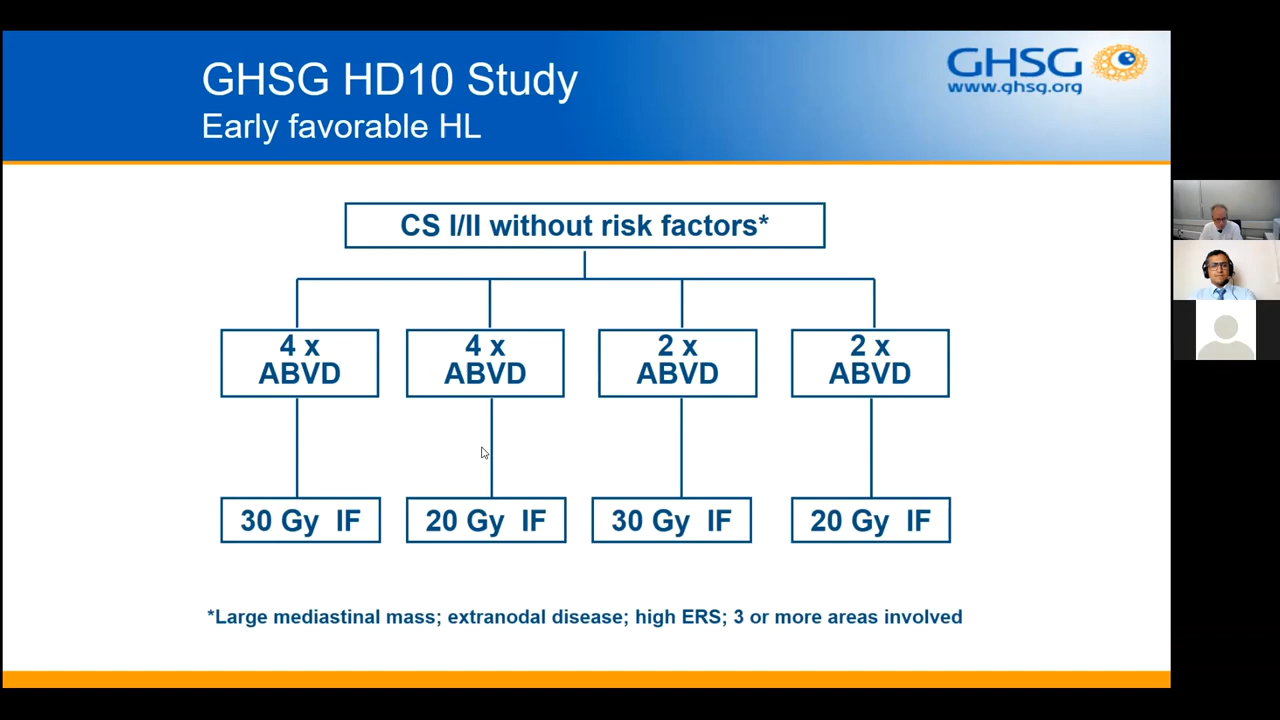 GHSG HD10 Study
Early favorable HL
GHSG
www.ghsg.org
CS I/II without risk factors*
4 x
ABVD
4 x
ABVD
2 x
ABVD
2 x
ABVD
30 Gy IF
20 Gy IF
30 Gy IF
20 Gy IF
*Large mediastinal mass; extranodal disease; high ERS; 3 or more areas involved